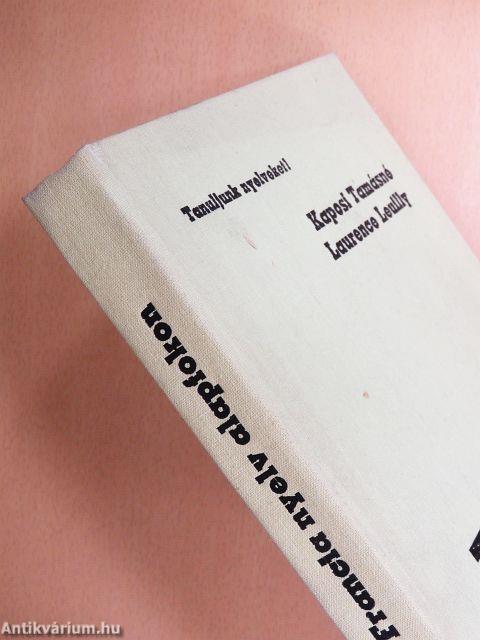 Tanuljunk nyelveket!
Kaposi Tamásné
Laurence Leuilly
Francia nyelv alapfokon
Antikvárium.hu